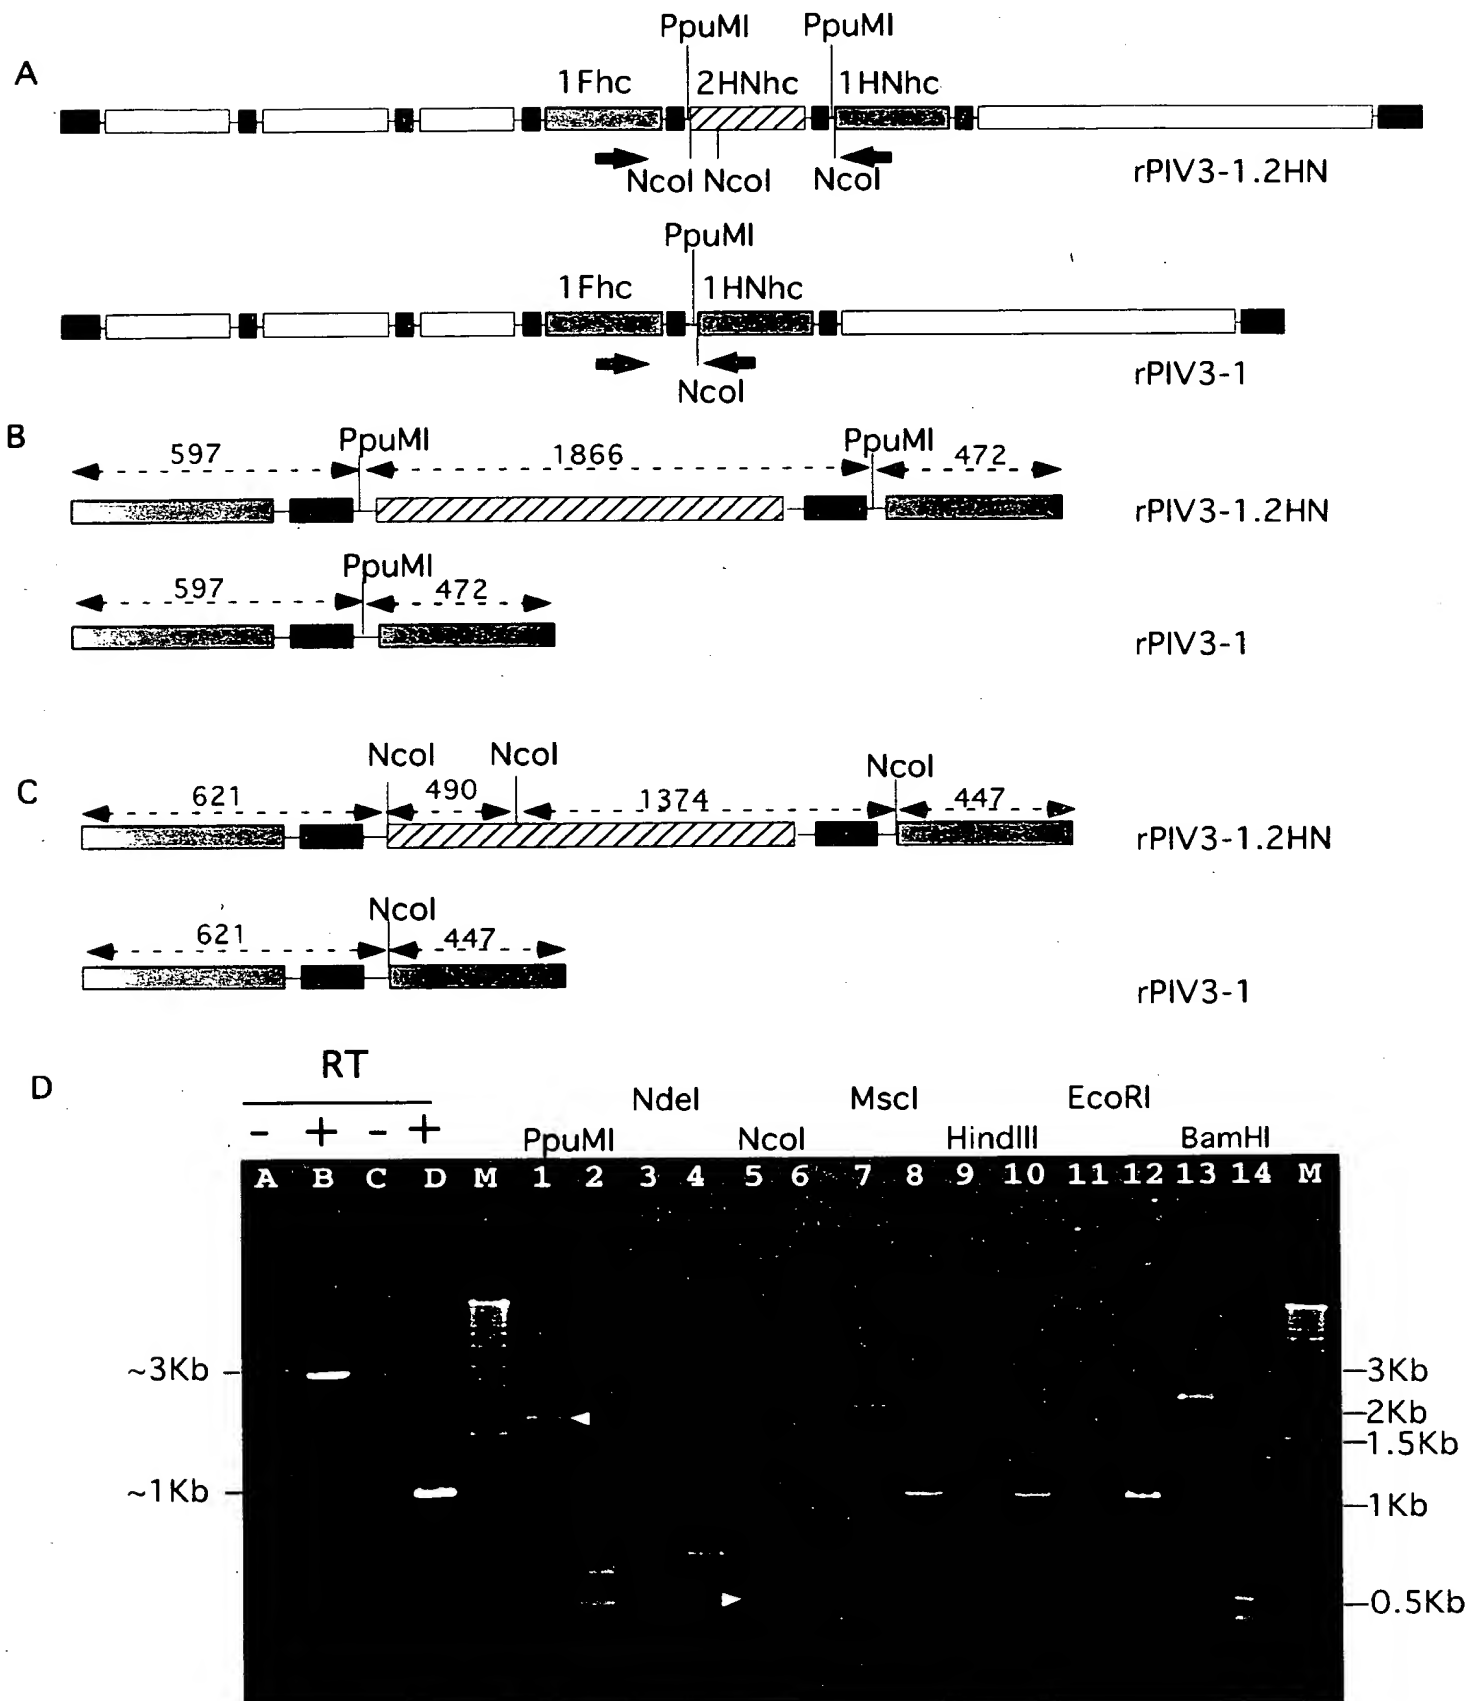 PpuMI PpuMI
A
1Fhc 2HNhc 1HNhc
NcoI NcoI NcoI
rPIV3-1.2HN
PpuMI
1Fhc 1HNhc
NcoI
rPIV3-1
B
597 PpuMI 1866 PpuMI 472
rPIV3-1.2HN
PpuMI
597 472
rPIV3-1
C
NcoI NcoI NcoI
621 490 1374 447
rPIV3-1.2HN
NcoI
621 447
rPIV3-1
D
RT
NdeI MscI EcoRI
- + - + PpuMI NcoI HindIII BamHI
A B C D M 1 2 3 4 5 6 7 8 9 10 11 12 13 14 M
~3Kb
~1Kb
3Kb
2Kb
1.5Kb
1Kb
0.5Kb